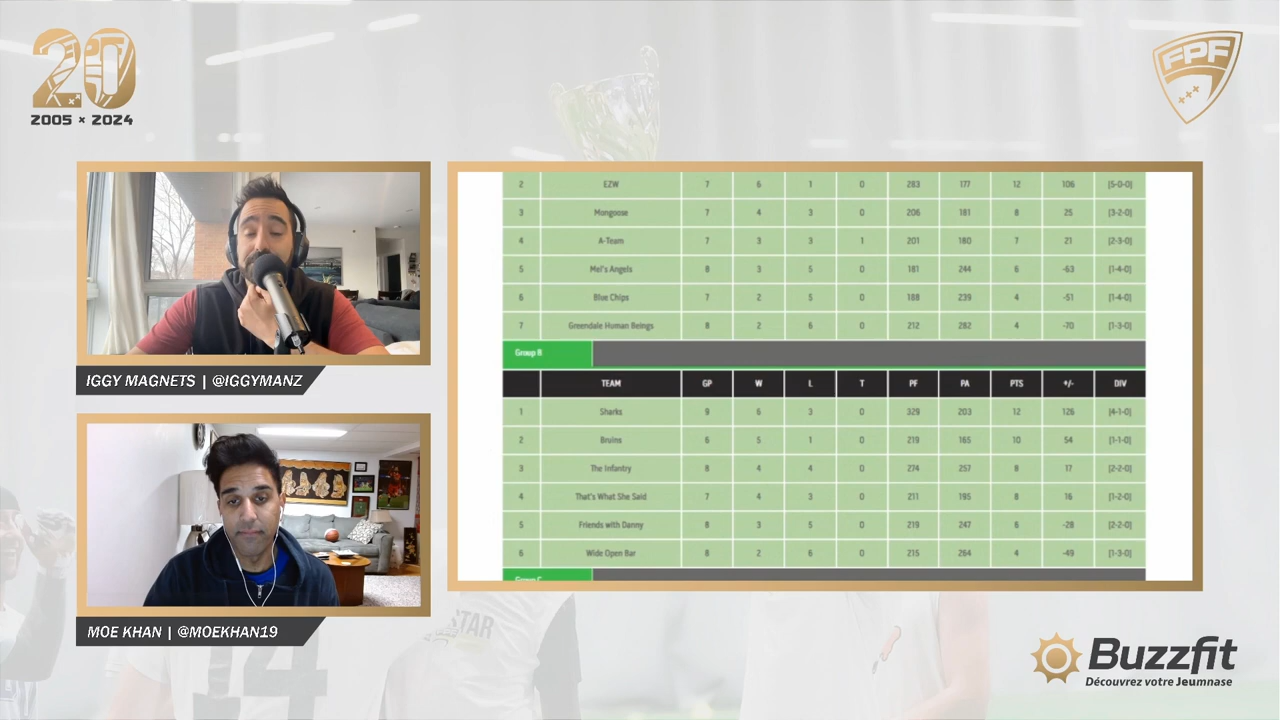 20
2005 × 2024
FPF
2 EZW 7 6 1 0 283 177 12 106 [5-0-0]
3 Mongoose 7 4 3 0 206 181 8 25 [3-2-0]
4 A-Team 7 3 3 1 201 180 7 21 [2-3-0]
5 Mel's Angels 8 3 5 0 181 244 6 -63 [1-4-0]
6 Blue Chips 7 2 5 0 188 239 4 -51 [1-4-0]
7 Greendale Human Beings 8 2 6 0 212 282 4 -70 [1-3-0]
Group B
TEAM GP W L T PF PA PTS +/- DIV
1 Sharks 9 6 3 0 329 203 12 126 [4-1-0]
2 Bruins 6 5 1 0 219 165 10 54 [1-1-0]
3 The Infantry 8 4 4 0 274 257 8 17 [2-2-0]
4 That's What She Said 7 4 3 0 211 195 8 16 [1-2-0]
5 Friends with Danny 8 3 5 0 219 247 6 -28 [2-2-0]
6 Wide Open Bar 8 2 6 0 215 264 4 -49 [1-3-0]
Group C
IGGY MAGNETS | @IGGYMANZ
MOE KHAN | @MOEKHAN19
STAR
14
Buzzfit
Découvrez votre Jeumnase